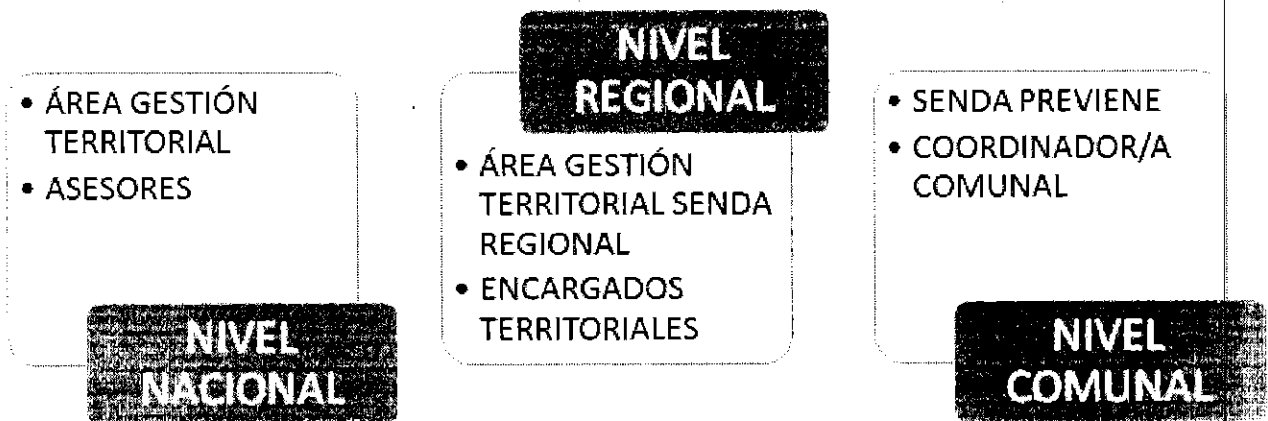 • ÁREA GESTIÓN
TERRITORIAL
• ASESORES
NIVEL
NACIONAL
NIVEL
REGIONAL
• ÁREA GESTIÓN
TERRITORIAL SENDA
REGIONAL
• ENCARGADOS
TERRITORIALES
• SENDA PREVIENE
• COORDINADOR/A
COMUNAL
NIVEL
COMUNAL